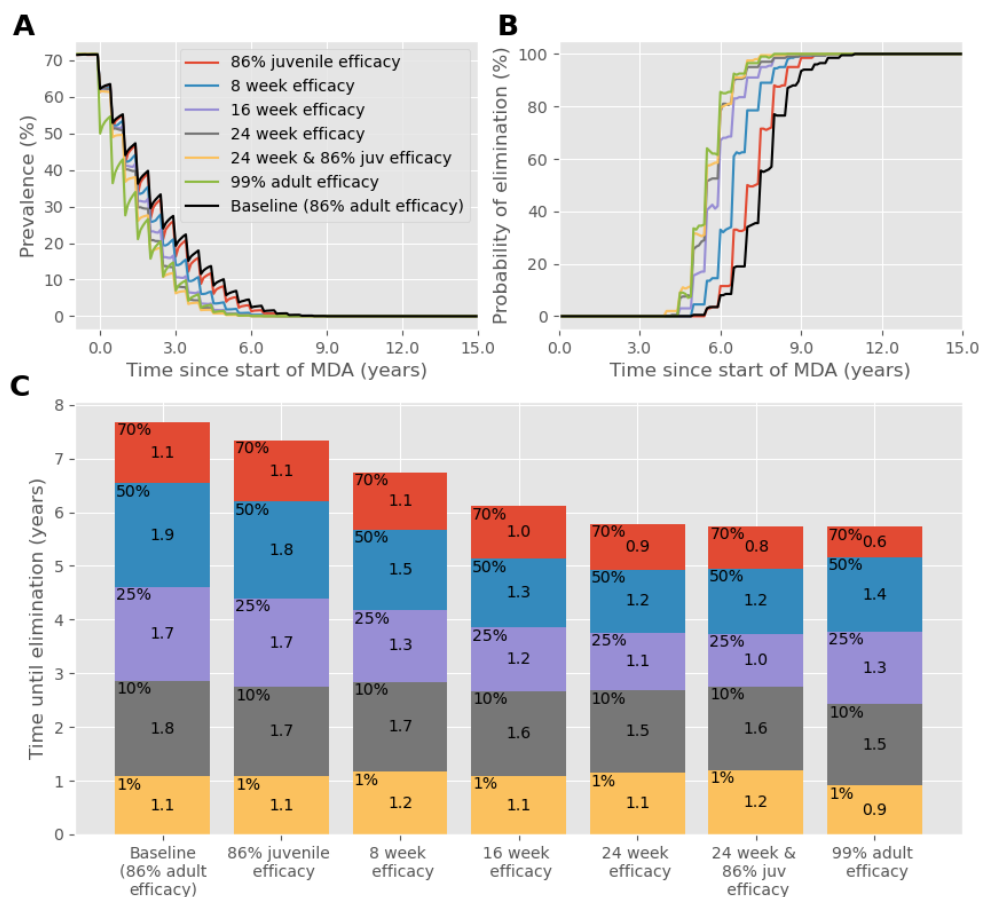 A
B
70
60
50
40
30
20
10
0
Prevalence (%)
0.0 3.0 6.0 9.0 12.0 15.0
Time since start of MDA (years)
86% juvenile efficacy
8 week efficacy
16 week efficacy
24 week efficacy
24 week & 86% juv efficacy
99% adult efficacy
Baseline (86% adult efficacy)
100
80
60
40
20
0
Probability of elimination (%)
0.0 3.0 6.0 9.0 12.0 15.0
Time since start of MDA (years)
C
8
7
6
5
4
3
2
1
0
Time until elimination (years)
70%
1.1
50%
1.9
25%
1.7
10%
1.8
1%
1.1
Baseline
(86% adult
efficacy)
70%
1.1
50%
1.8
25%
1.7
10%
1.7
1%
1.1
86% juvenile
efficacy
70%
1.1
50%
1.5
25%
1.3
10%
1.7
1%
1.2
8 week
efficacy
70%
1.0
50%
1.3
25%
1.2
10%
1.6
1%
1.1
16 week
efficacy
70%
0.9
50%
1.2
25%
1.1
10%
1.5
1%
1.1
24 week
efficacy
70%
0.8
50%
1.2
25%
1.0
10%
1.6
1%
1.2
24 week &
86% juv
efficacy
70%
0.6
50%
1.4
25%
1.3
10%
1.5
1%
0.9
99% adult
efficacy